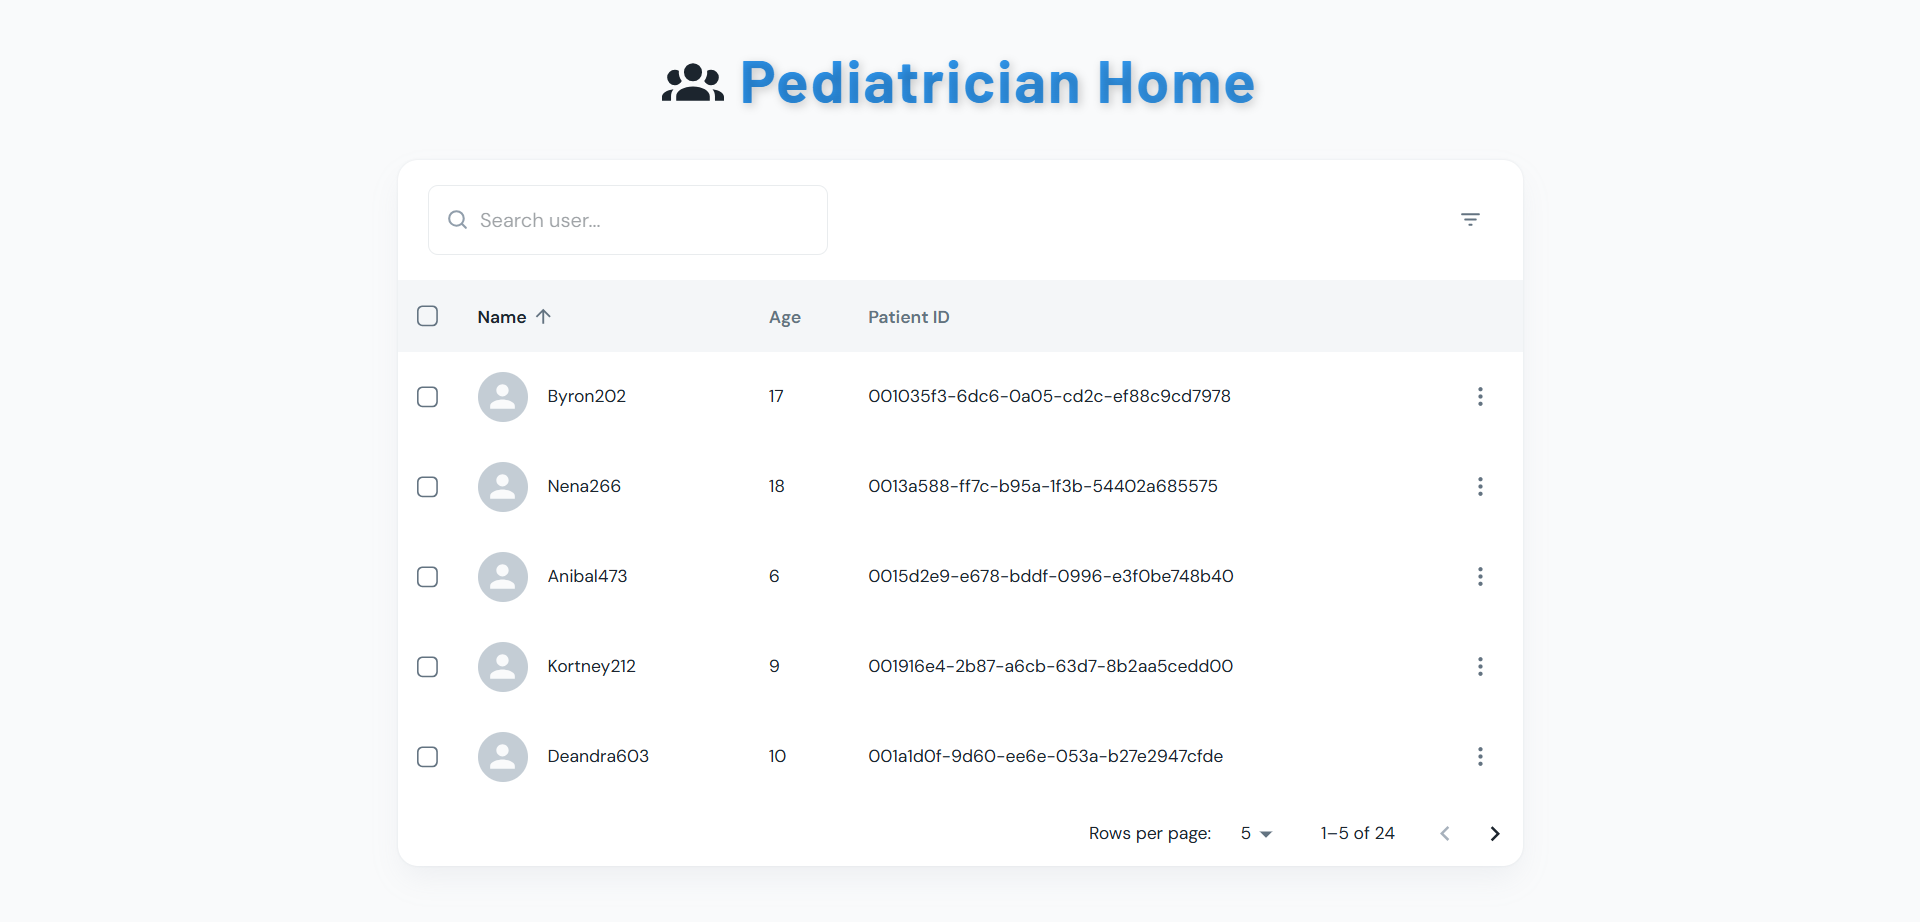 Pediatrician Home
Search user...
Name Age Patient ID
Byron202 17 001035f3-6dc6-0a05-cd2c-ef88c9cd7978
Nena266 18 0013a588-ff7c-b95a-1f3b-54402a685575
Anibal473 6 0015d2e9-e678-bddf-0996-e3f0be748b40
Kortney212 9 001916e4-2b87-a6cb-63d7-8b2aa5cedd00
Deandra603 10 001a1d0f-9d60-ee6e-053a-b27e2947cfde
Rows per page: 5 1–5 of 24